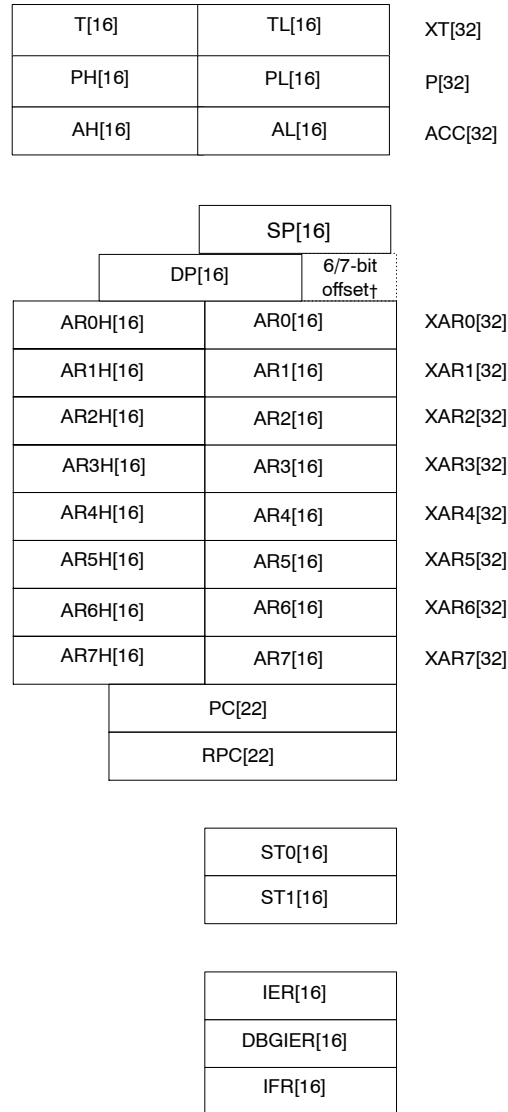 T[16] TL[16] XT[32]
PH[16] PL[16] P[32]
AH[16] AL[16] ACC[32]
SP[16]
DP[16] 6/7-bit
offset†
AR0H[16] AR0[16] XAR0[32]
AR1H[16] AR1[16] XAR1[32]
AR2H[16] AR2[16] XAR2[32]
AR3H[16] AR3[16] XAR3[32]
AR4H[16] AR4[16] XAR4[32]
AR5H[16] AR5[16] XAR5[32]
AR6H[16] AR6[16] XAR6[32]
AR7H[16] AR7[16] XAR7[32]
PC[22]
RPC[22]
ST0[16]
ST1[16]
IER[16]
DBGIER[16]
IFR[16]